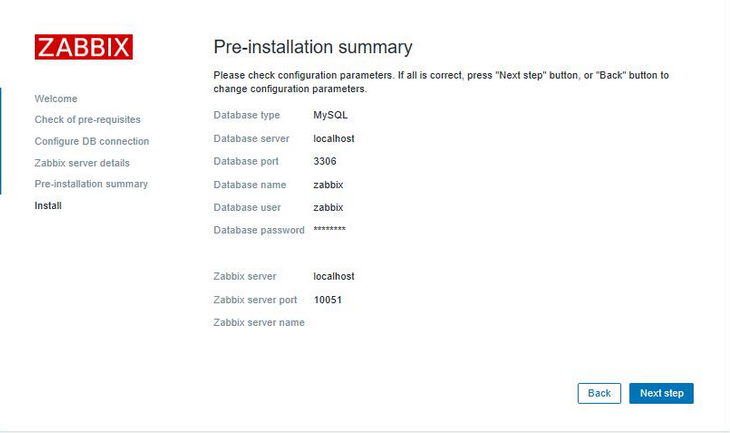 ZABBIX
Welcome
Check of pre-requisites
Configure DB connection
Zabbix server details
Pre-installation summary
Install
Pre-installation summary
Please check configuration parameters. If all is correct, press "Next step" button, or "Back" button to
change configuration parameters.
Database type MySQL
Database server localhost
Database port 3306
Database name zabbix
Database user zabbix
Database password ********
Zabbix server localhost
Zabbix server port 10051
Zabbix server name
Back Next step